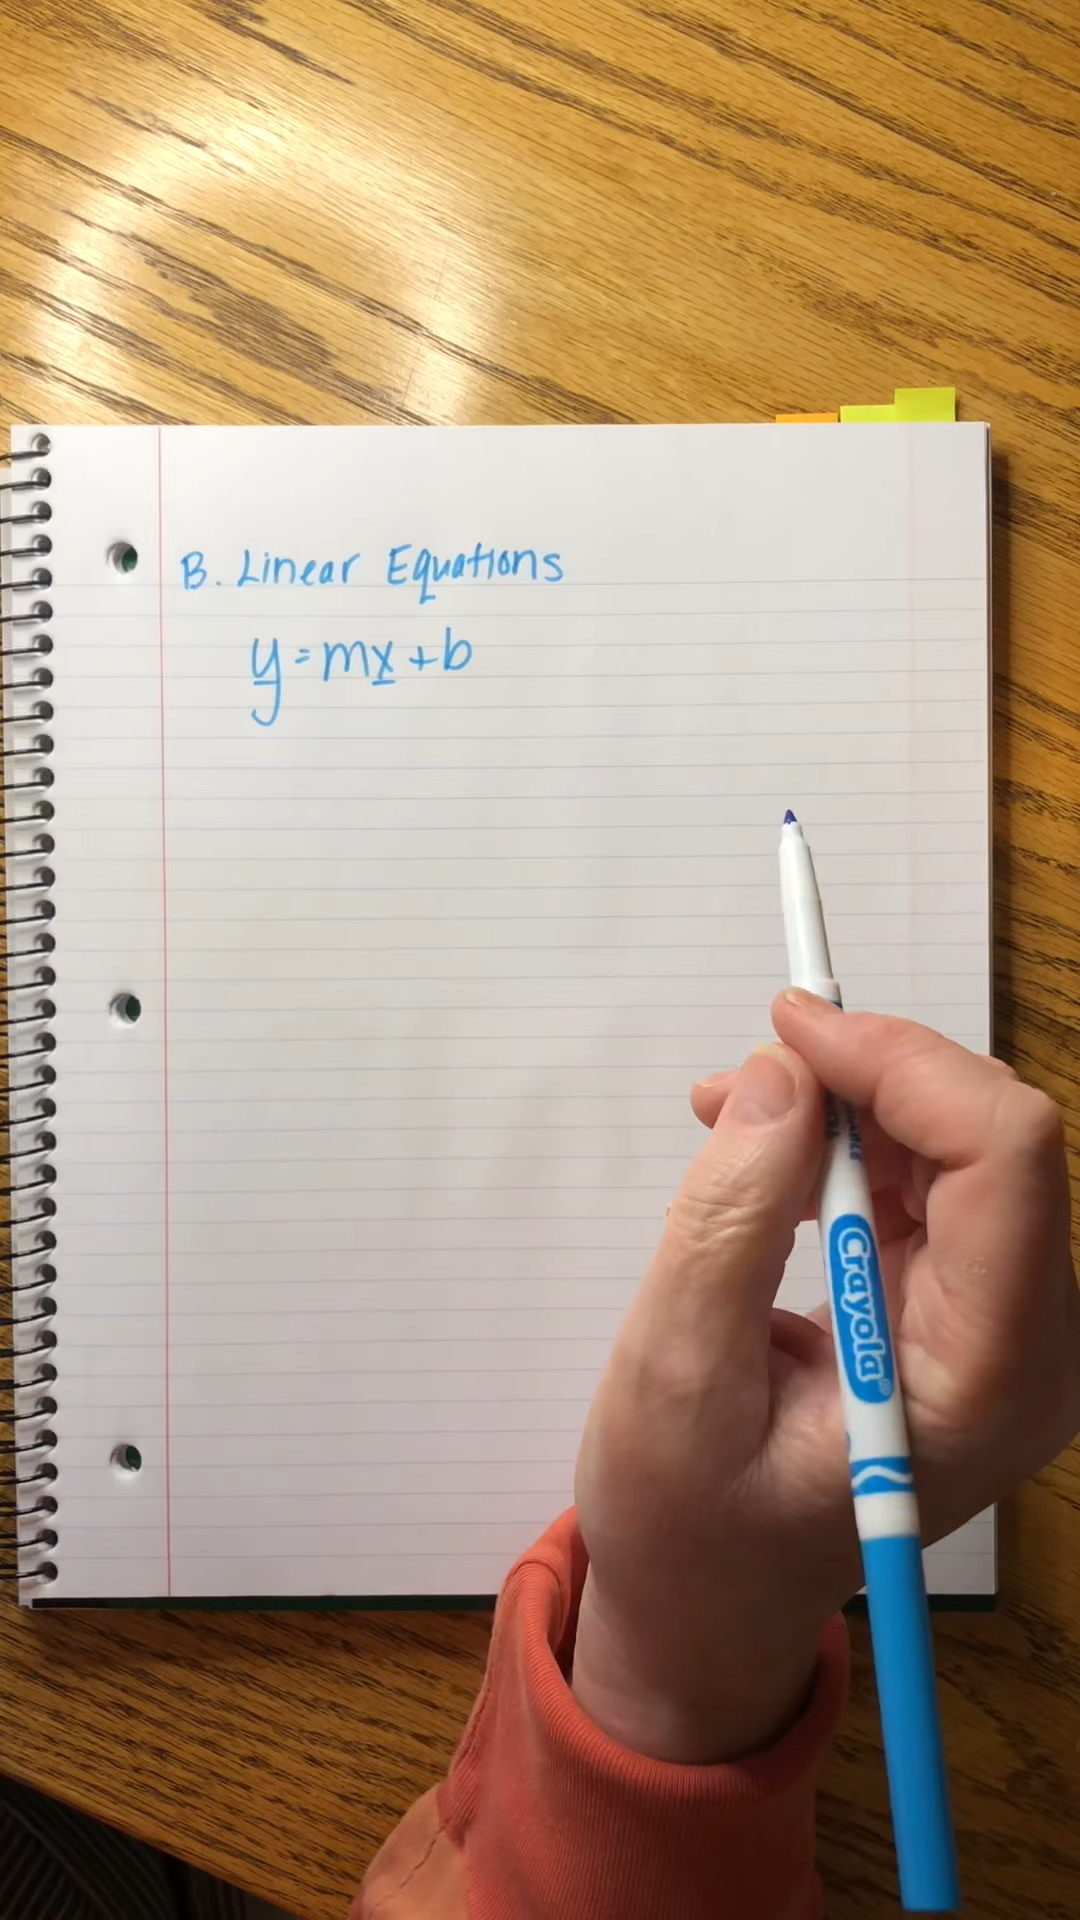 B. Linear Equations
y = mx + b
Crayola